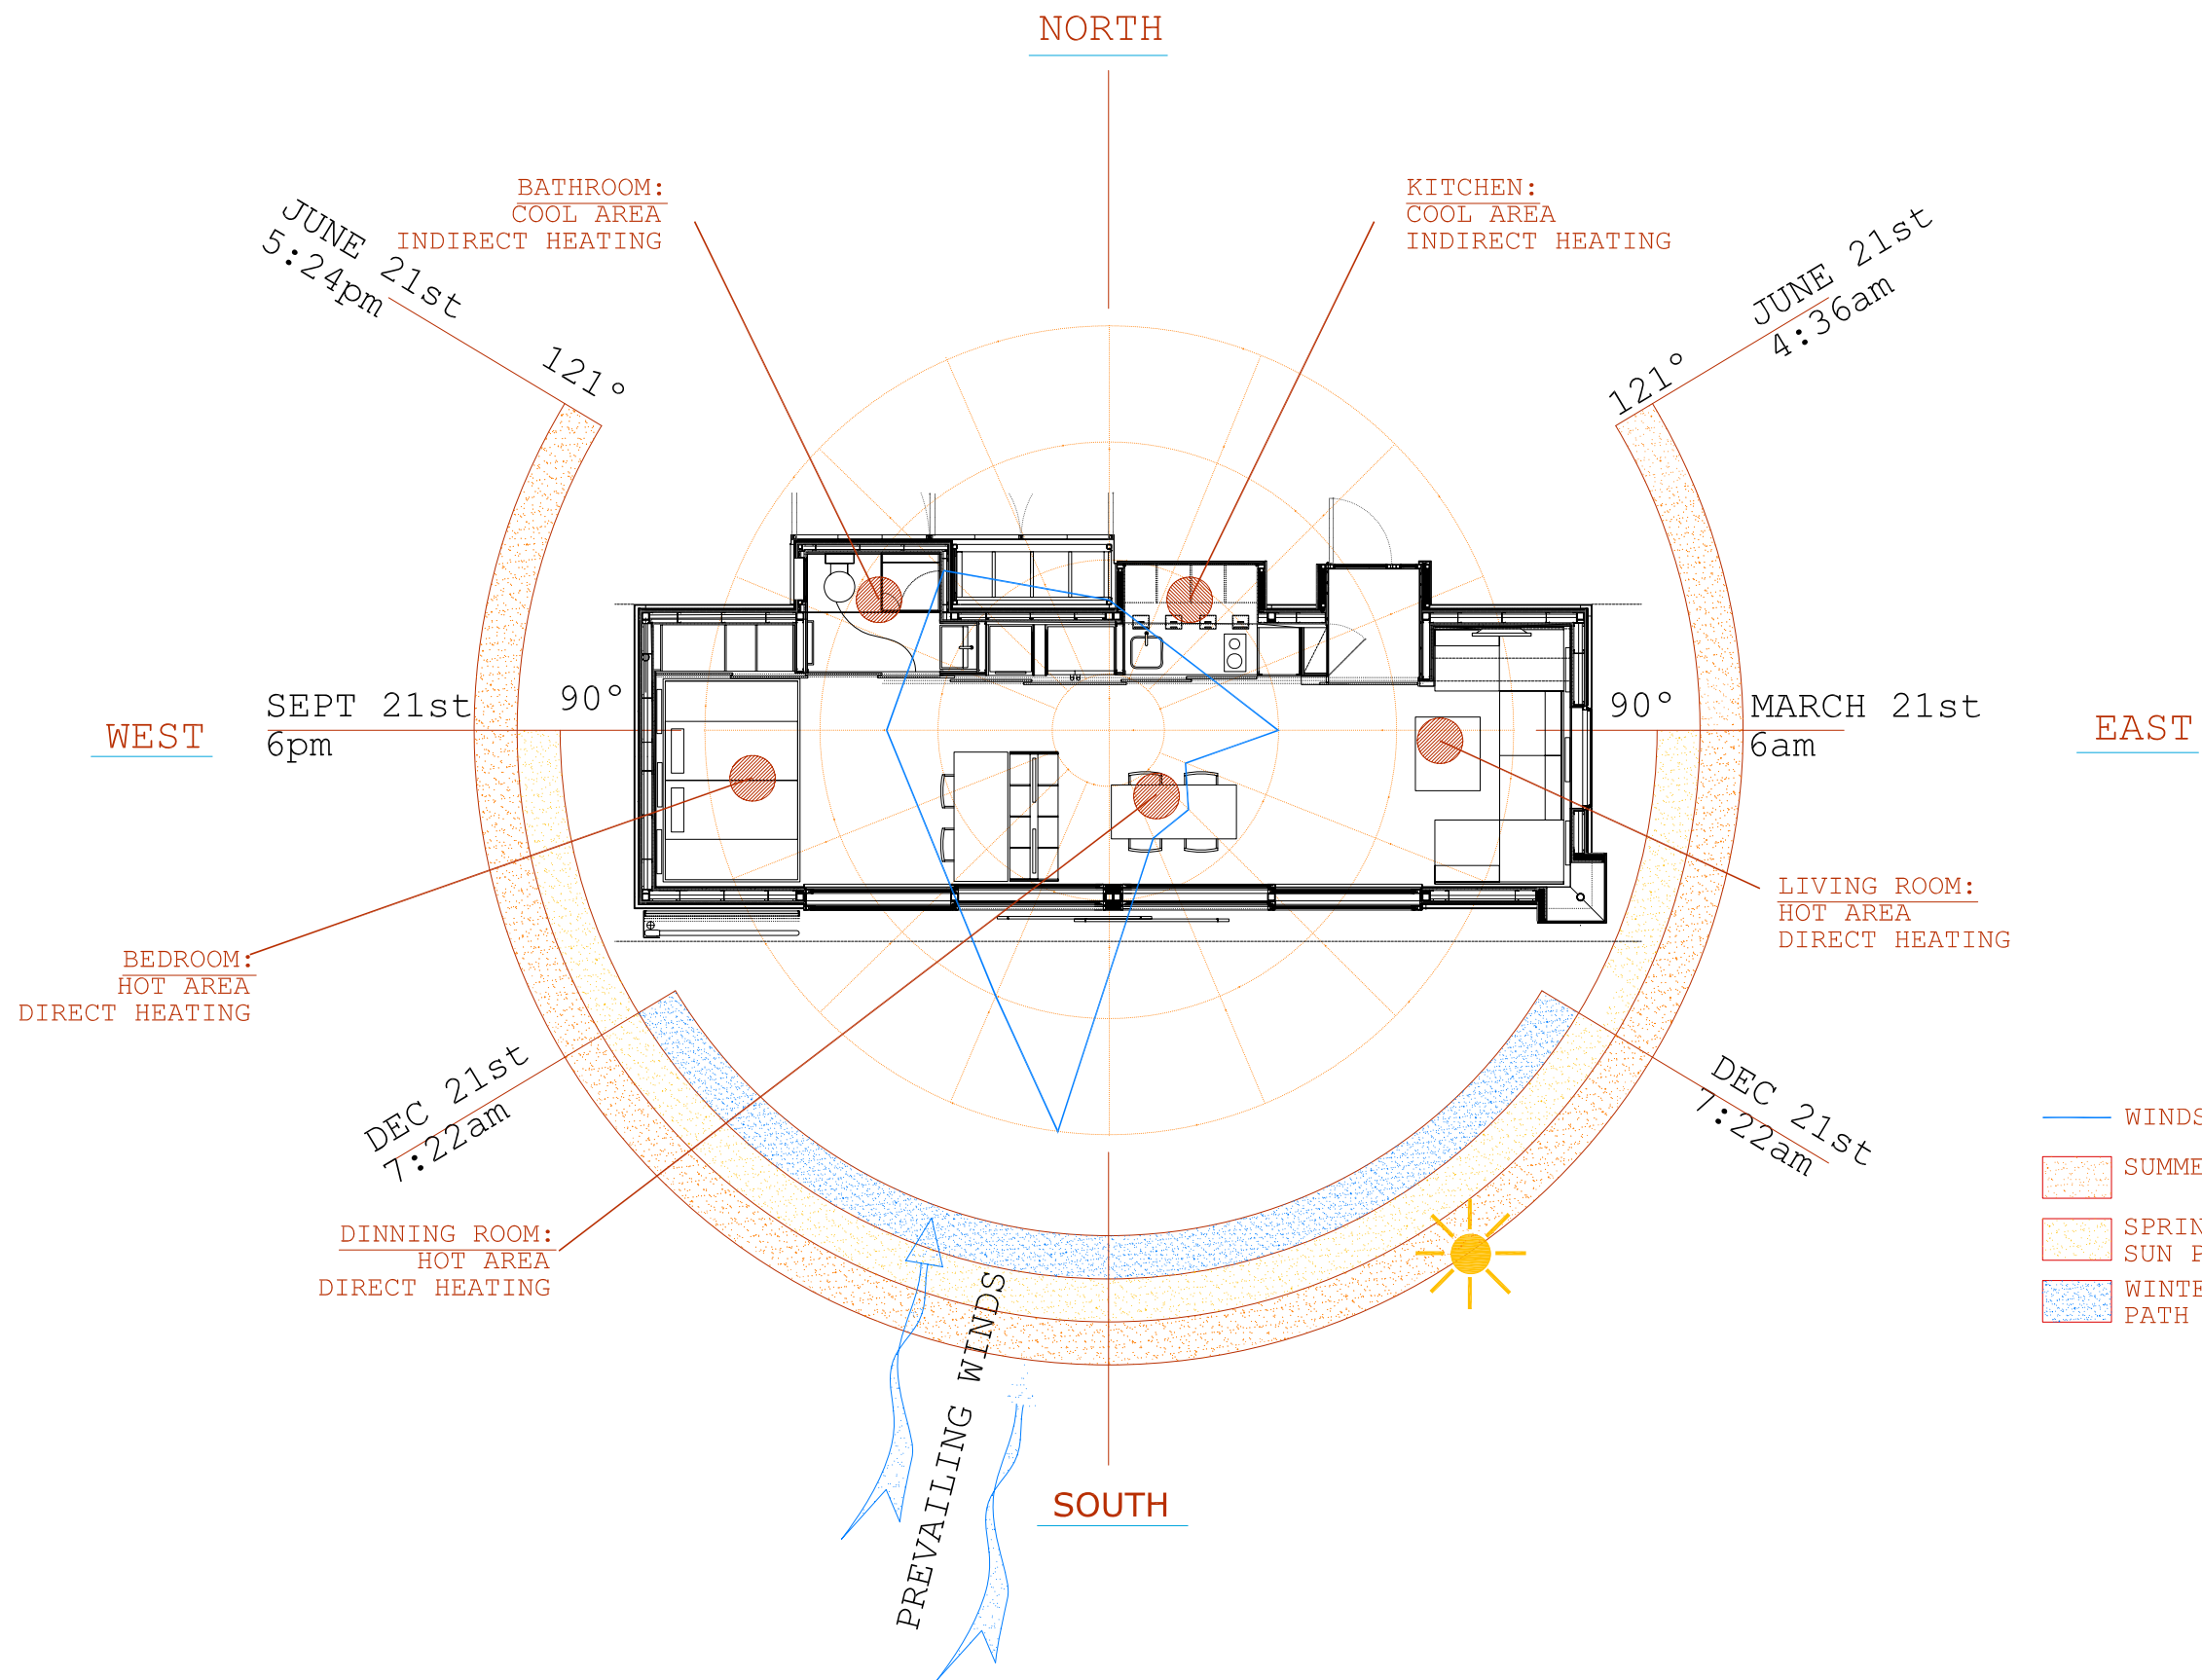 NORTH
BATHROOM:
COOL AREA
INDIRECT HEATING
KITCHEN:
COOL AREA
INDIRECT HEATING
JUNE 21st
5:24pm
121°
JUNE 21st
4:36am
121°
SEPT 21st
6pm
90°
WEST
90°
MARCH 21st
6am
EAST
LIVING ROOM:
HOT AREA
DIRECT HEATING
BEDROOM:
HOT AREA
DIRECT HEATING
DEC 21st
7:22am
DEC 21st
7:22am
DINNING ROOM:
HOT AREA
DIRECT HEATING
PREVAILING WINDS
SOUTH
WINDS
SUMME
SPRIN
SUN P
WINTE
PATH